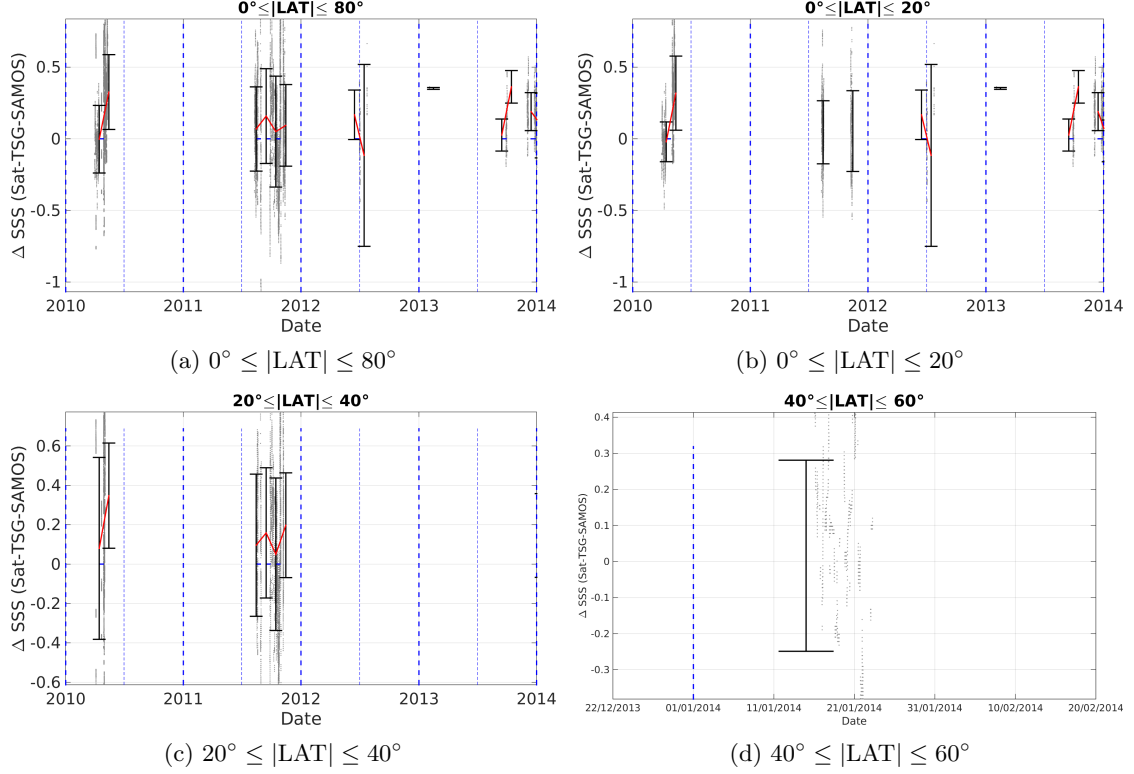 0°≤|LAT|≤ 80°
Δ SSS (Sat-TSG-SAMOS)
0.5
0
-0.5
-1
2010 2011 2012 2013 2014
Date
(a) 0° ≤ |LAT| ≤ 80°
0°≤|LAT|≤ 20°
Δ SSS (Sat-TSG-SAMOS)
0.5
0
-0.5
-1
2010 2011 2012 2013 2014
Date
(b) 0° ≤ |LAT| ≤ 20°
20°≤|LAT|≤ 40°
Δ SSS (Sat-TSG-SAMOS)
0.6
0.4
0.2
0
-0.2
-0.4
-0.6
2010 2011 2012 2013 2014
Date
(c) 20° ≤ |LAT| ≤ 40°
40°≤|LAT|≤ 60°
Δ SSS (Sat-TSG-SAMOS)
0.4
0.3
0.2
0.1
0
-0.1
-0.2
-0.3
22/12/2013 01/01/2014 11/01/2014 21/01/2014 31/01/2014 10/02/2014 20/02/2014
Date
(d) 40° ≤ |LAT| ≤ 60°